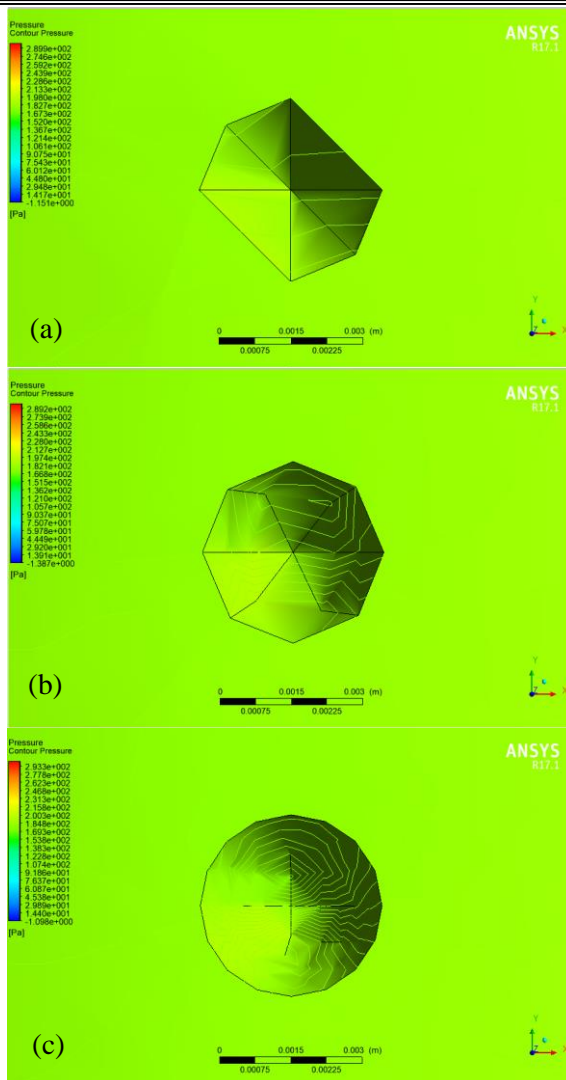 Pressure
Contour Pressure
2.899e+002
2.746e+002
2.592e+002
2.439e+002
2.286e+002
2.133e+002
1.980e+002
1.827e+002
1.673e+002
1.520e+002
1.367e+002
1.214e+002
1.061e+002
9.075e+001
7.543e+001
6.012e+001
4.480e+001
2.948e+001
1.417e+001
-1.151e+000
[Pa]
ANSYS
R17.1
(a)
0 0.0015 0.003 (m)
0.00075 0.00225
Y
Z X
Pressure
Contour Pressure
2.892e+002
2.739e+002
2.586e+002
2.433e+002
2.280e+002
2.127e+002
1.974e+002
1.821e+002
1.668e+002
1.515e+002
1.362e+002
1.210e+002
1.057e+002
9.037e+001
7.507e+001
5.978e+001
4.449e+001
2.920e+001
1.391e+001
-1.387e+000
[Pa]
ANSYS
R17.1
(b)
0 0.0015 0.003 (m)
0.00075 0.00225
Y
Z X
Pressure
Contour Pressure
2.933e+002
2.778e+002
2.623e+002
2.468e+002
2.313e+002
2.158e+002
2.003e+002
1.848e+002
1.693e+002
1.538e+002
1.383e+002
1.228e+002
1.074e+002
9.186e+001
7.637e+001
6.087e+001
4.538e+001
2.989e+001
1.440e+001
-1.098e+000
[Pa]
ANSYS
R17.1
(c)
0 0.0015 0.003 (m)
0.00075 0.00225
Y
Z X